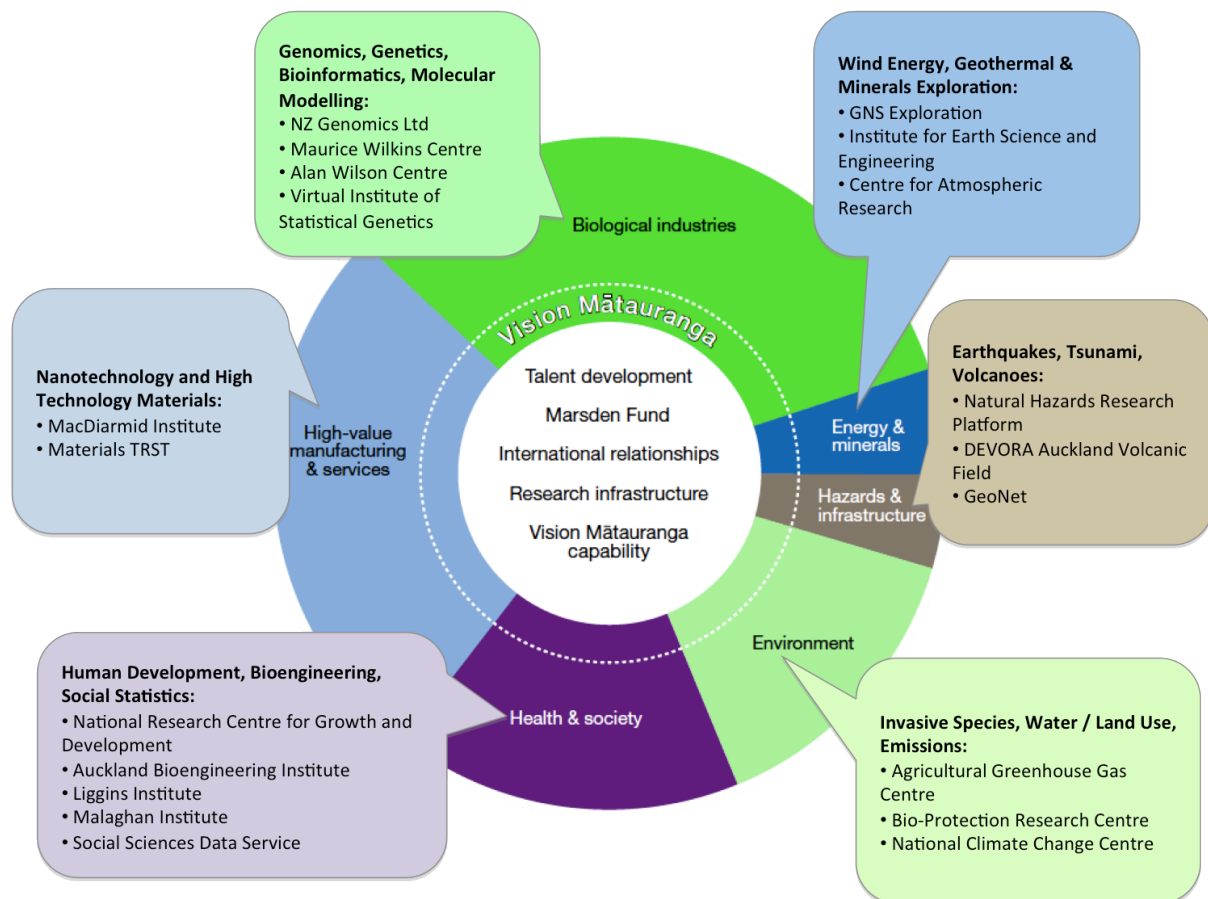 Genomics, Genetics,
Bioinformatics, Molecular
Modelling:
• NZ Genomics Ltd
• Maurice Wilkins Centre
• Alan Wilson Centre
• Virtual Institute of
Statistical Genetics
Wind Energy, Geothermal &
Minerals Exploration:
• GNS Exploration
• Institute for Earth Science and
Engineering
• Centre for Atmospheric
Research
Biological industries
Vision Mātauranga
Nanotechnology and High
Technology Materials:
• MacDiarmid Institute
• Materials TRST
High-value
manufacturing
& services
Talent development
Marsden Fund
International relationships
Research infrastructure
Vision Mātauranga
capability
Energy &
minerals
Hazards &
infrastructure
Earthquakes, Tsunami,
Volcanoes:
• Natural Hazards Research
Platform
• DEVORA Auckland Volcanic
Field
• GeoNet
Environment
Health & society
Human Development, Bioengineering,
Social Statistics:
• National Research Centre for Growth and
Development
• Auckland Bioengineering Institute
• Liggins Institute
• Malaghan Institute
• Social Sciences Data Service
Invasive Species, Water / Land Use,
Emissions:
• Agricultural Greenhouse Gas
Centre
• Bio-Protection Research Centre
• National Climate Change Centre